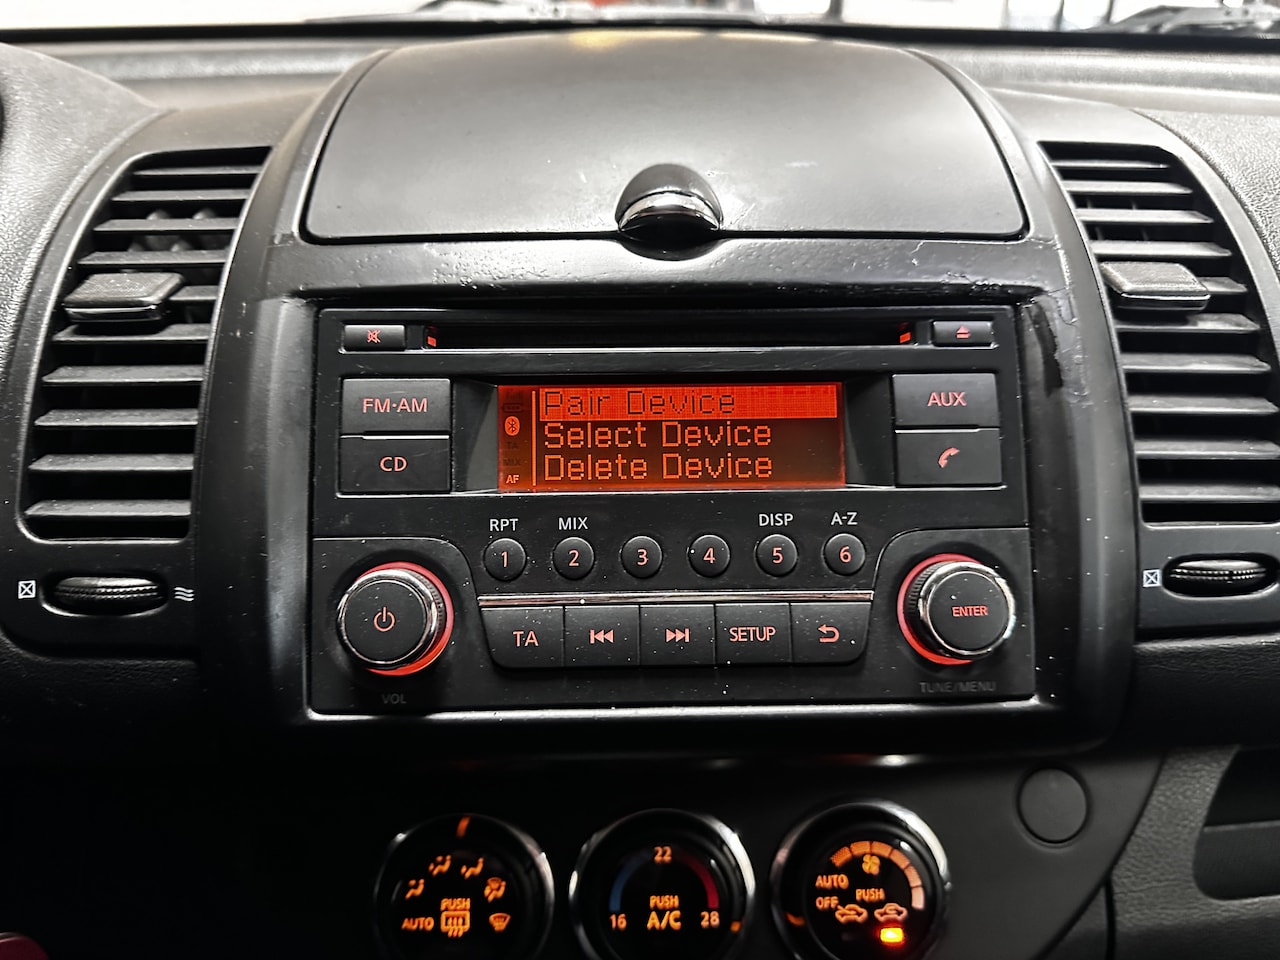 FM·AM
AUX
CD
Pair Device
Select Device
Delete Device
AF
RPT
MIX
DISP
A-Z
1
2
3
4
5
6
TA
SETUP
ENTER
VOL
TUNE/MENU
PUSH
AUTO
22
16
28
PUSH
A/C
AUTO
OFF
PUSH